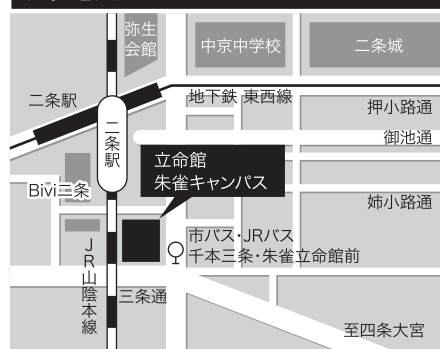 弥生
会館
中京中学校
二条城
二条駅
地下鉄 東西線
押小路通
御池通
二条駅
立命館
朱雀キャンパス
Bivi二条
姉小路通
市バス・JRバス
千本三条・朱雀立命館前
JR山陰本線
三条通
至四条大宮